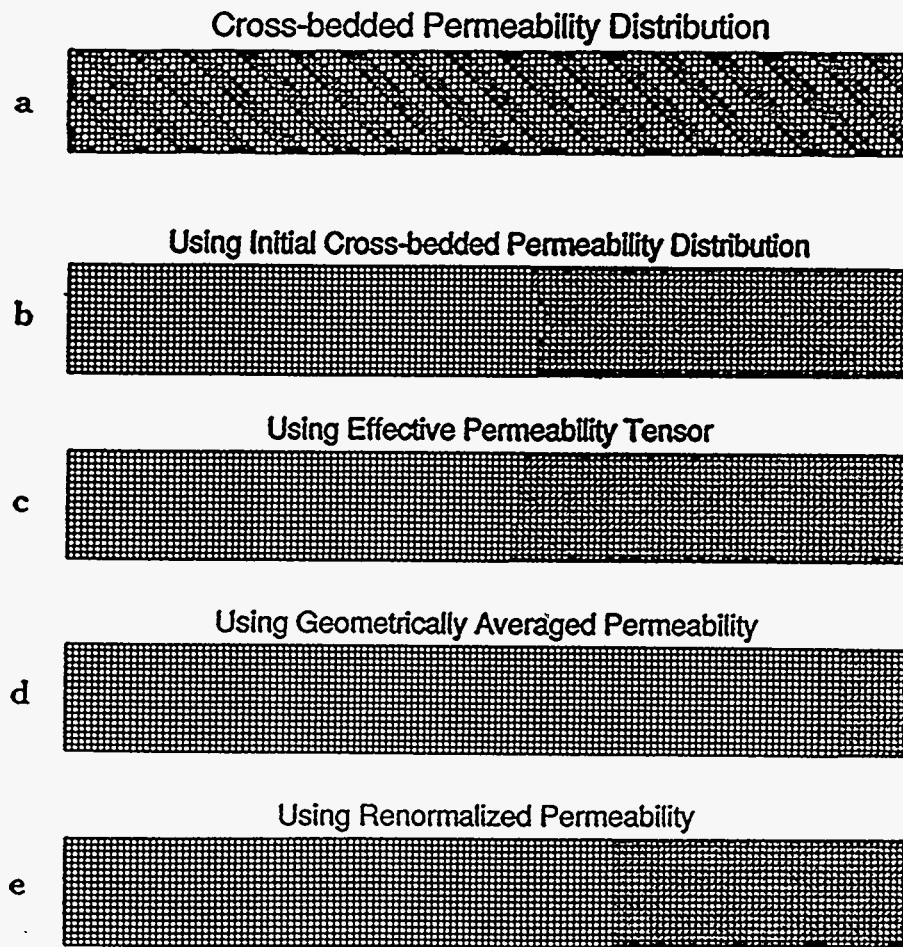 Cross-bedded Permeability Distribution
a
Using Initial Cross-bedded Permeability Distribution
b
Using Effective Permeability Tensor
c
Using Geometrically Averaged Permeability
d
Using Renormalized Permeability
e